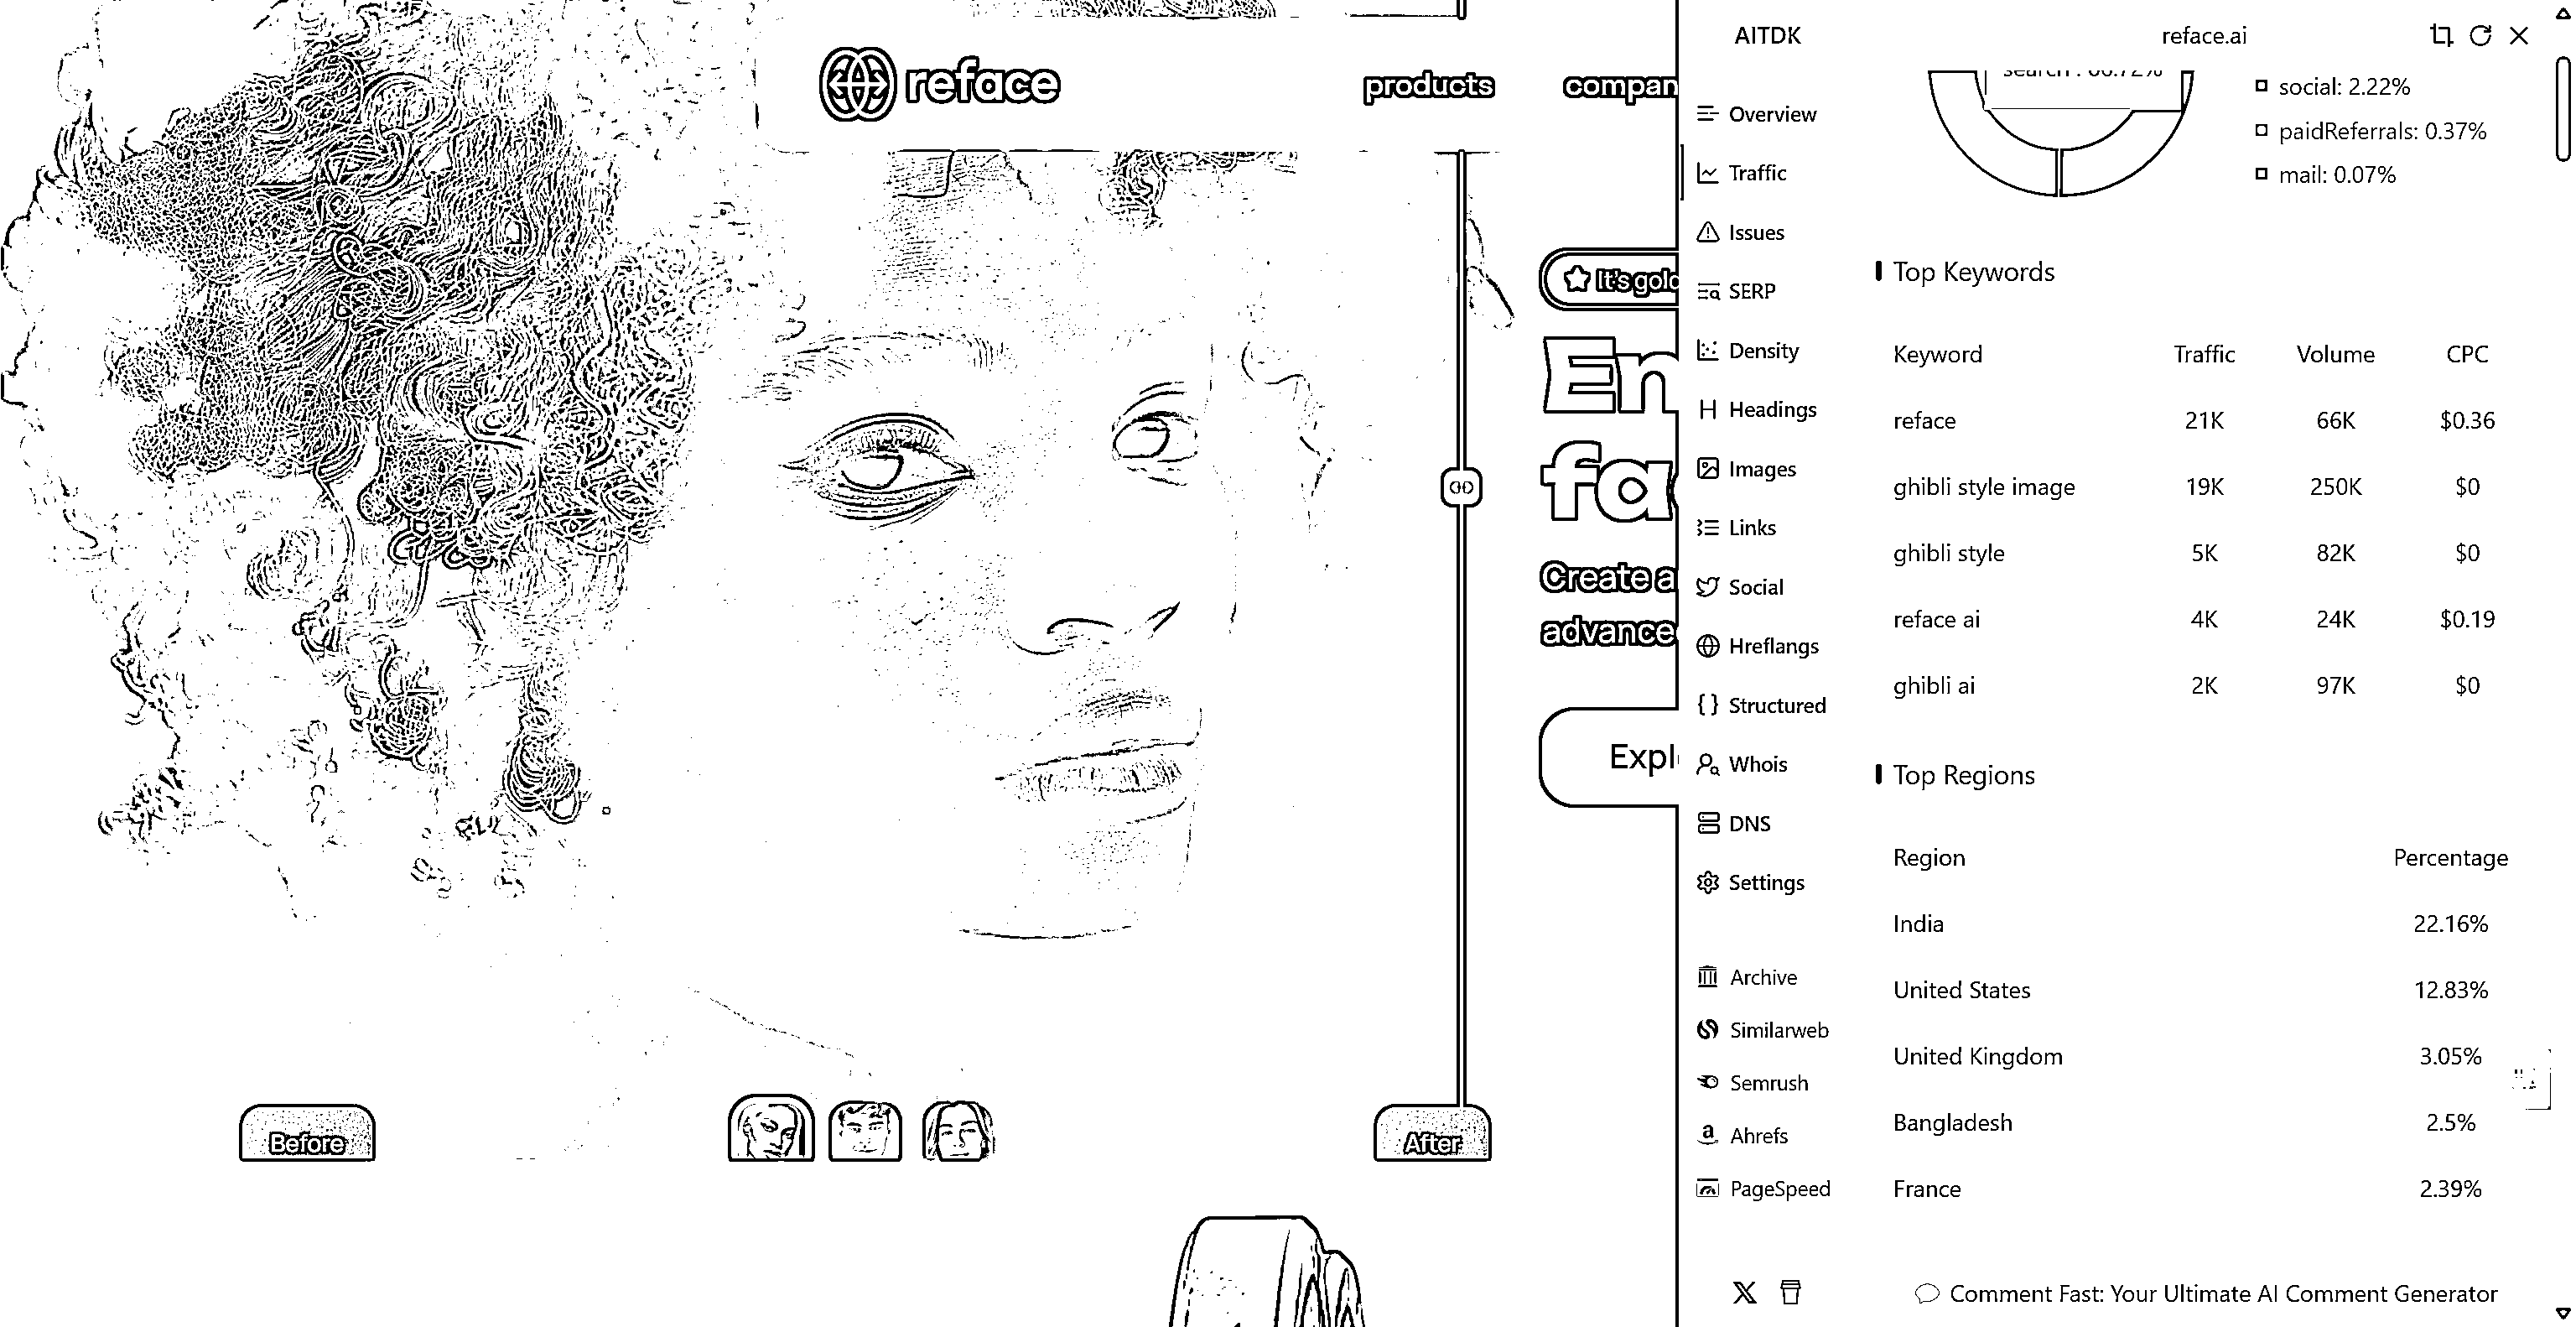 reface
products
compan
It's gold
En
fa
Create a
advance
Expl
Before
After
AITDK
reface.ai
Overview
Traffic
Issues
SERP
Density
Headings
Images
Links
Social
Hreflangs
Structured
Whois
DNS
Settings
Archive
Similarweb
Semrush
Ahrefs
PageSpeed
social: 2.22%
paidReferrals: 0.37%
mail: 0.07%
Top Keywords
Keyword Traffic Volume CPC
reface 21K 66K $0.36
ghibli style image 19K 250K $0
ghibli style 5K 82K $0
reface ai 4K 24K $0.19
ghibli ai 2K 97K $0
Top Regions
Region Percentage
India 22.16%
United States 12.83%
United Kingdom 3.05%
Bangladesh 2.5%
France 2.39%
Comment Fast: Your Ultimate AI Comment Generator